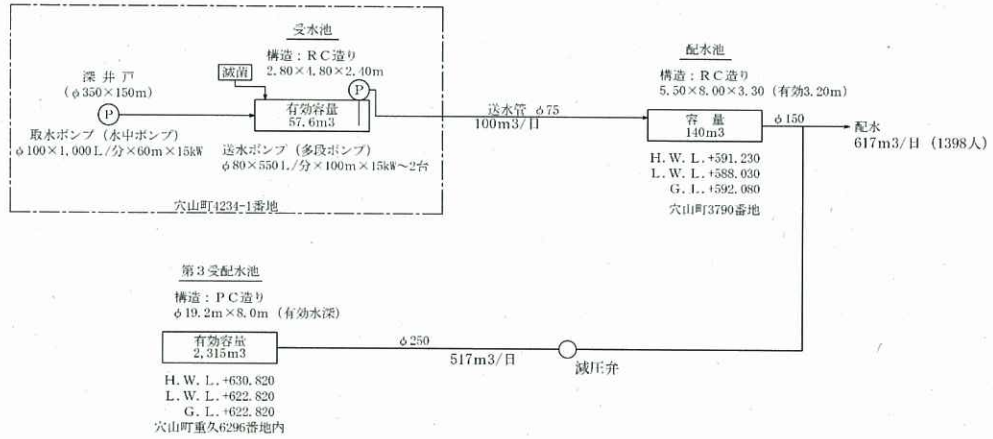 受水池
構造：RC造り
2.80×4.80×2.40m
滅菌
深井戸
(φ350×150m)
P
P
有効容量
57.6m3
取水ポンプ（水中ポンプ）
φ100×1,000L/分×60m×15kW
送水ポンプ（多段ポンプ）
φ80×550L/分×100m×15kW～2台
穴山町4234-1番地
送水管 φ75
100m3/日
配水池
構造：RC造り
5.50×8.00×3.30（有効3.20m）
容量
140m3
φ150
配水
617m3/日（1398人）
H.W.L.+591.230
L.W.L.+588.030
G.L.+592.080
穴山町3790番地
第3受配水池
構造：PC造り
φ19.2m×8.0m（有効水深）
有効容量
2,315m3
φ250
517m3/日
減圧弁
H.W.L.+630.820
L.W.L.+622.820
G.L.+622.820
穴山町重久6296番地内